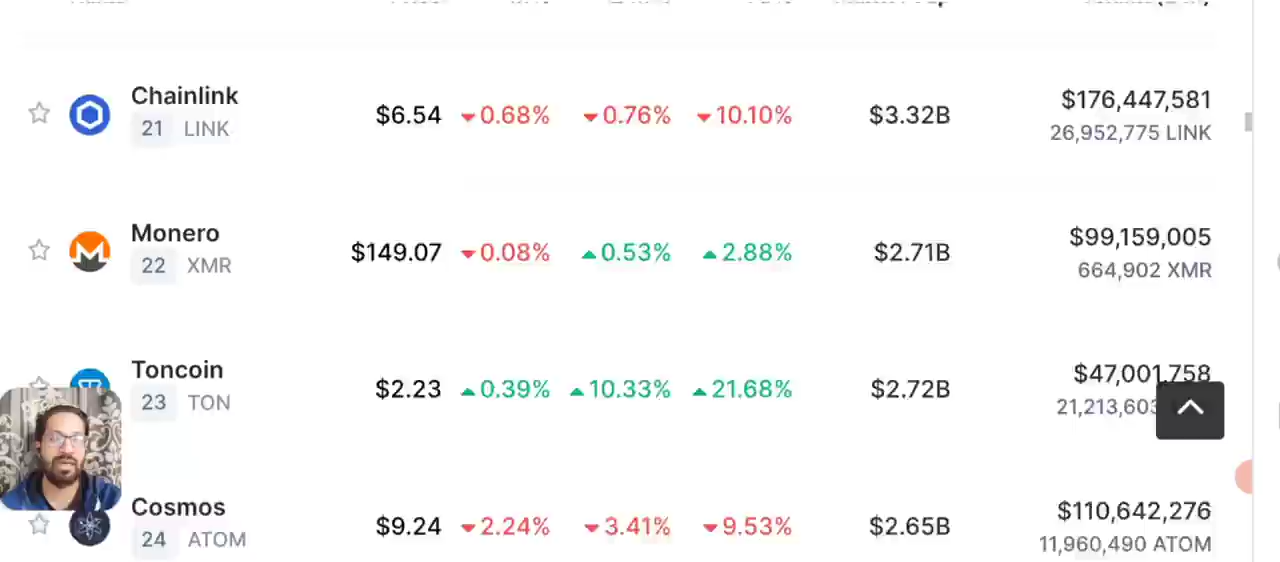 Chainlink
21 LINK
$6.54 0.68% 0.76% 10.10% $3.32B
$176,447,581
26,952,775 LINK
Monero
22 XMR
$149.07 0.08% 0.53% 2.88% $2.71B
$99,159,005
664,902 XMR
Toncoin
23 TON
$2.23 0.39% 10.33% 21.68% $2.72B
$47,001,758
21,213,603
Cosmos
24 ATOM
$9.24 2.24% 3.41% 9.53% $2.65B
$110,642,276
11,960,490 ATOM